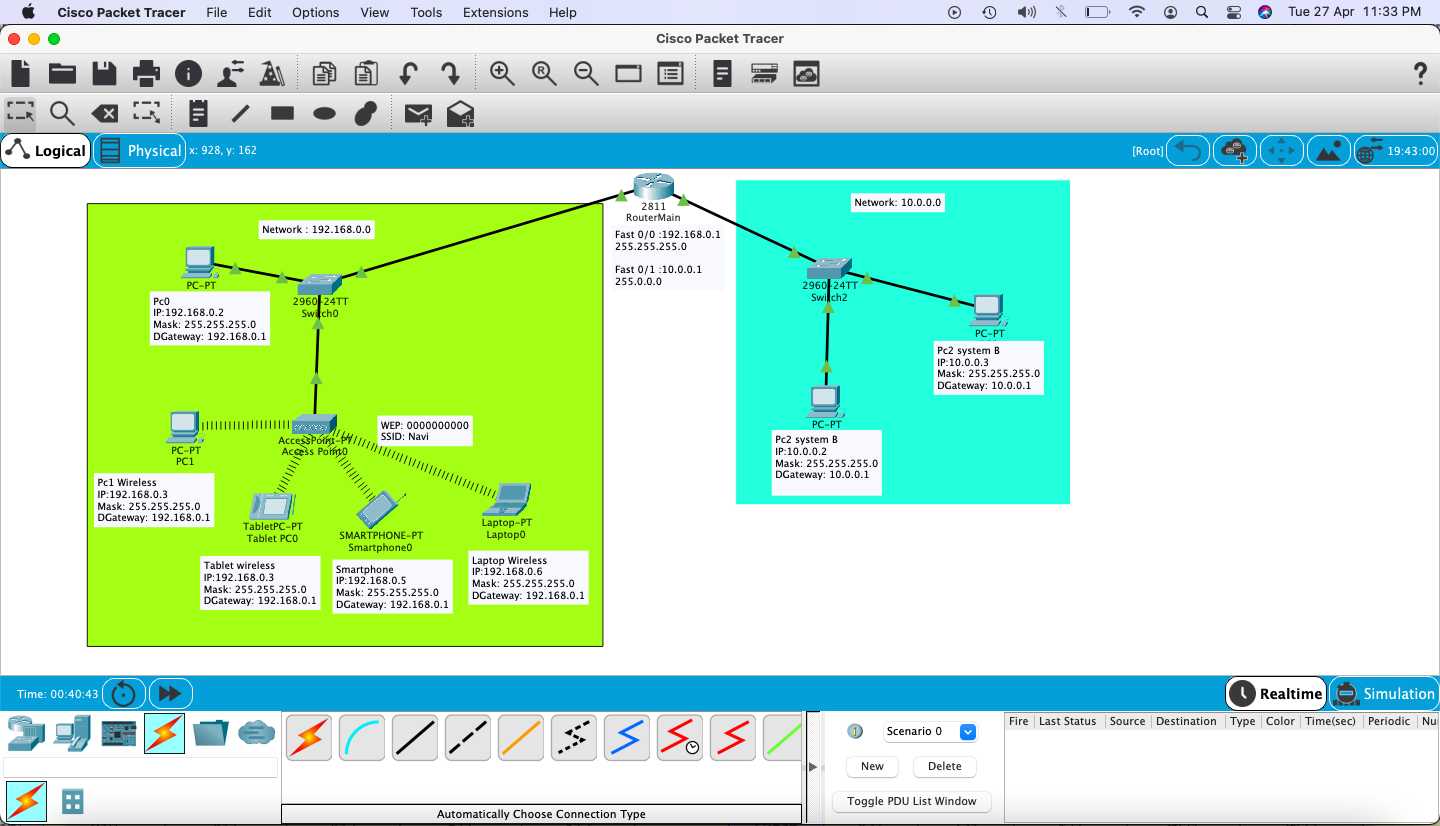 Cisco Packet Tracer File Edit Options View Tools Extensions Help Tue 27 Apr 11:33 PM
Cisco Packet Tracer
Logical Physical x: 928, y: 162 [Root] 19:43:00
Network : 192.168.0.0
PC-PT
Pc0
IP:192.168.0.2
Mask: 255.255.255.0
DGateway: 192.168.0.1
2960-24TT
Switch0
2811
RouterMain
Fast 0/0 :192.168.0.1
255.255.255.0
Fast 0/1 :10.0.0.1
255.0.0.0
Network: 10.0.0.0
2960-24TT
Switch2
PC-PT
Pc2 system B
IP:10.0.0.3
Mask: 255.255.255.0
DGateway: 10.0.0.1
PC-PT
Pc2 system B
IP:10.0.0.2
Mask: 255.255.255.0
DGateway: 10.0.0.1
WEP: 0000000000
SSID: Navi
AccessPoint-PT
Access Point0
PC-PT
PC1
Pc1 Wireless
IP:192.168.0.3
Mask: 255.255.255.0
DGateway: 192.168.0.1
TabletPC-PT
Tablet PC0
Tablet wireless
IP:192.168.0.3
Mask: 255.255.255.0
DGateway: 192.168.0.1
SMARTPHONE-PT
Smartphone0
Smartphone
IP:192.168.0.5
Mask: 255.255.255.0
DGateway: 192.168.0.1
Laptop-PT
Laptop0
Laptop Wireless
IP:192.168.0.6
Mask: 255.255.255.0
DGateway: 192.168.0.1
Time: 00:40:43 Realtime Simulation
Scenario 0
New Delete
Toggle PDU List Window
Fire Last Status Source Destination Type Color Time(sec) Periodic Nu
Automatically Choose Connection Type